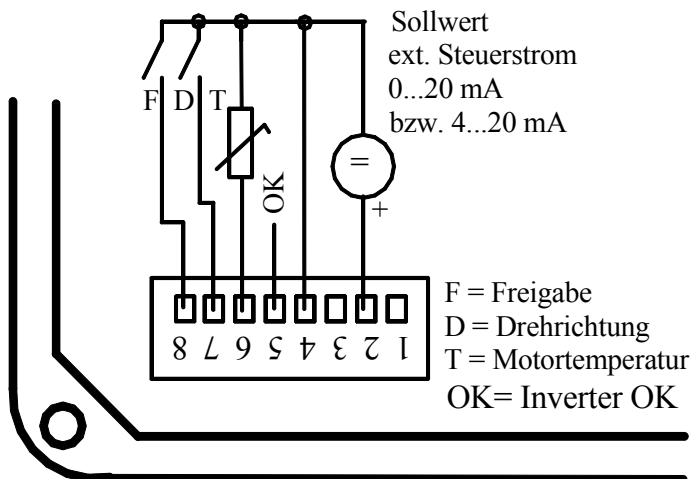 Sollwert
ext. Steuerstrom
0...20 mA
bzw. 4...20 mA
F D T
=
+
OK
8 7 6 5 4 3 2 1
F = Freigabe
D = Drehrichtung
T = Motortemperatur
OK= Inverter OK